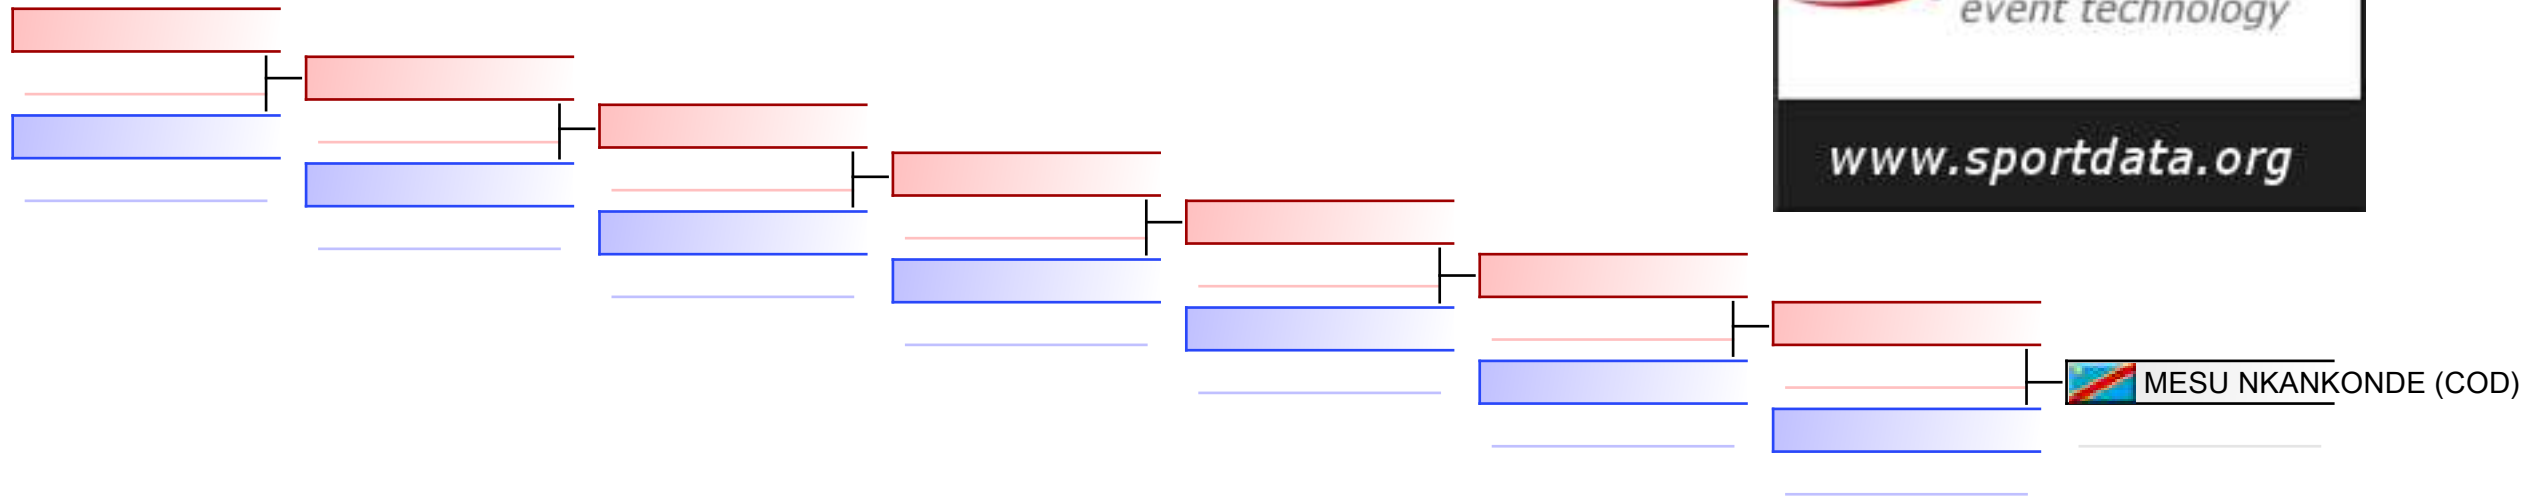 event technology
www.sportdata.org
MESU NKANKONDE (COD)